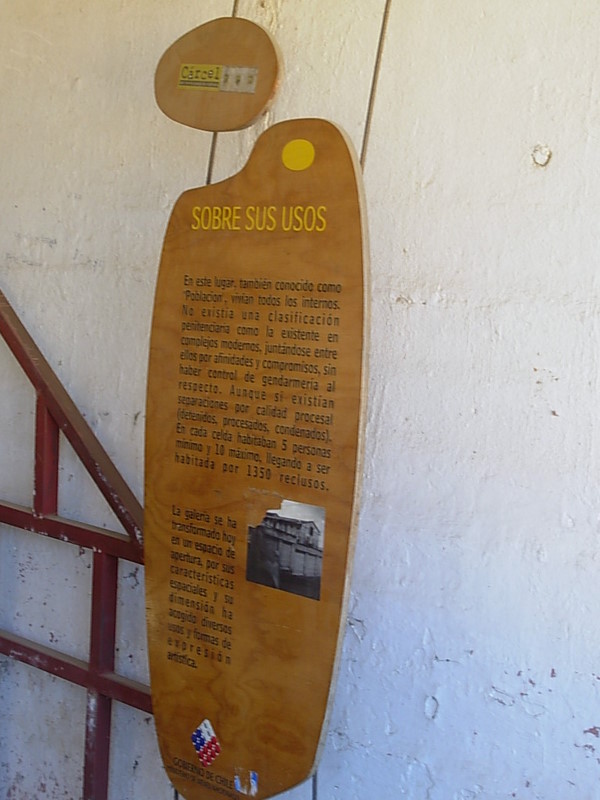 Cárcel
SOBRE SUS USOS
En este lugar, también conocido como
"Población", vivían todos los internos.
No existía una clasificación
penitenciaria como la existente en
complejos modernos, juntándose entre
ellos por afinidades y compromisos, sin
haber control de gendarmería al
respecto. Aunque sí existían
separaciones por calidad procesal
(detenidos, procesados, condenados).
En cada celda habitaban 5 personas
mínimo y 10 máximo, llegando a ser
habitada por 1350 reclusos.
La galería se ha
transformado hoy
en un espacio de
apertura, por sus
características
espaciales y su
dimensión ha
acogido diversos
usos y formas de
expresión
artística.
GOBIERNO DE CHILE